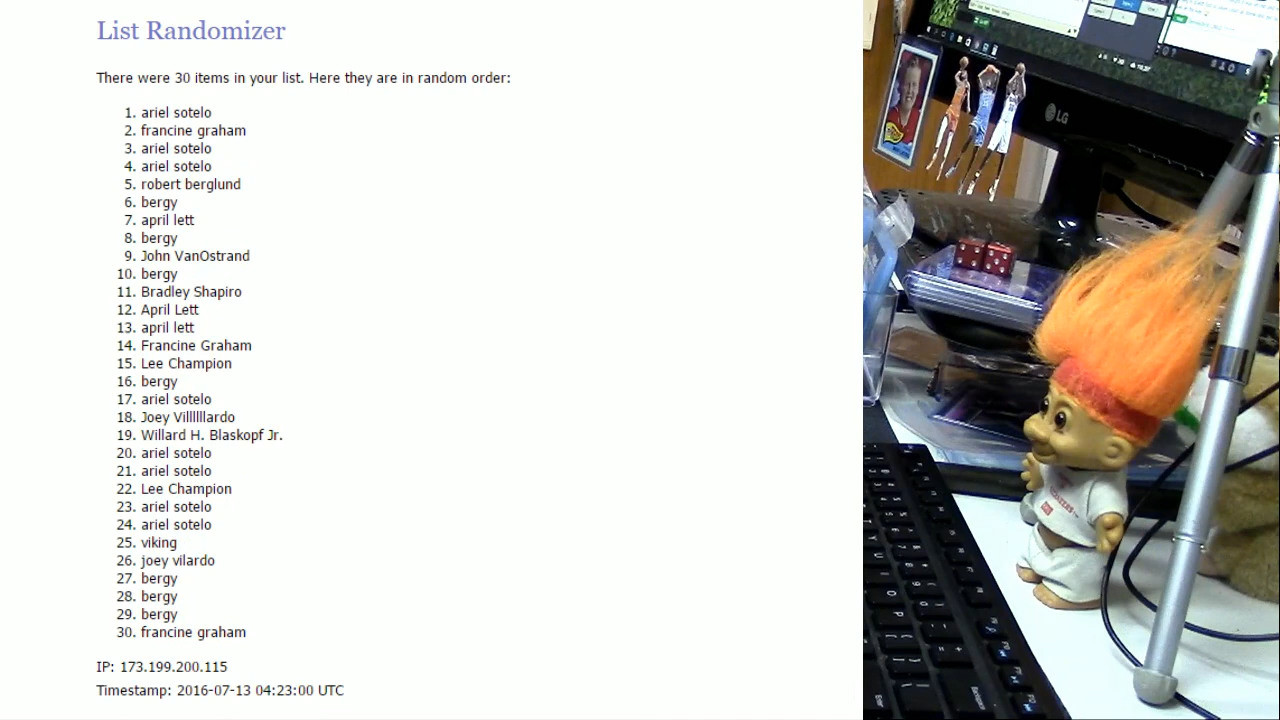 List Randomizer
There were 30 items in your list. Here they are in random order:
1. ariel sotelo
2. francine graham
3. ariel sotelo
4. ariel sotelo
5. robert berglund
6. bergy
7. april lett
8. bergy
9. John VanOstrand
10. bergy
11. Bradley Shapiro
12. April Lett
13. april lett
14. Francine Graham
15. Lee Champion
16. bergy
17. ariel sotelo
18. Joey Villllllardo
19. Willard H. Blaskopf Jr.
20. ariel sotelo
21. ariel sotelo
22. Lee Champion
23. ariel sotelo
24. ariel sotelo
25. viking
26. joey vilardo
27. bergy
28. bergy
29. bergy
30. francine graham
IP: 173.199.200.115
Timestamp: 2016-07-13 04:23:00 UTC
LG